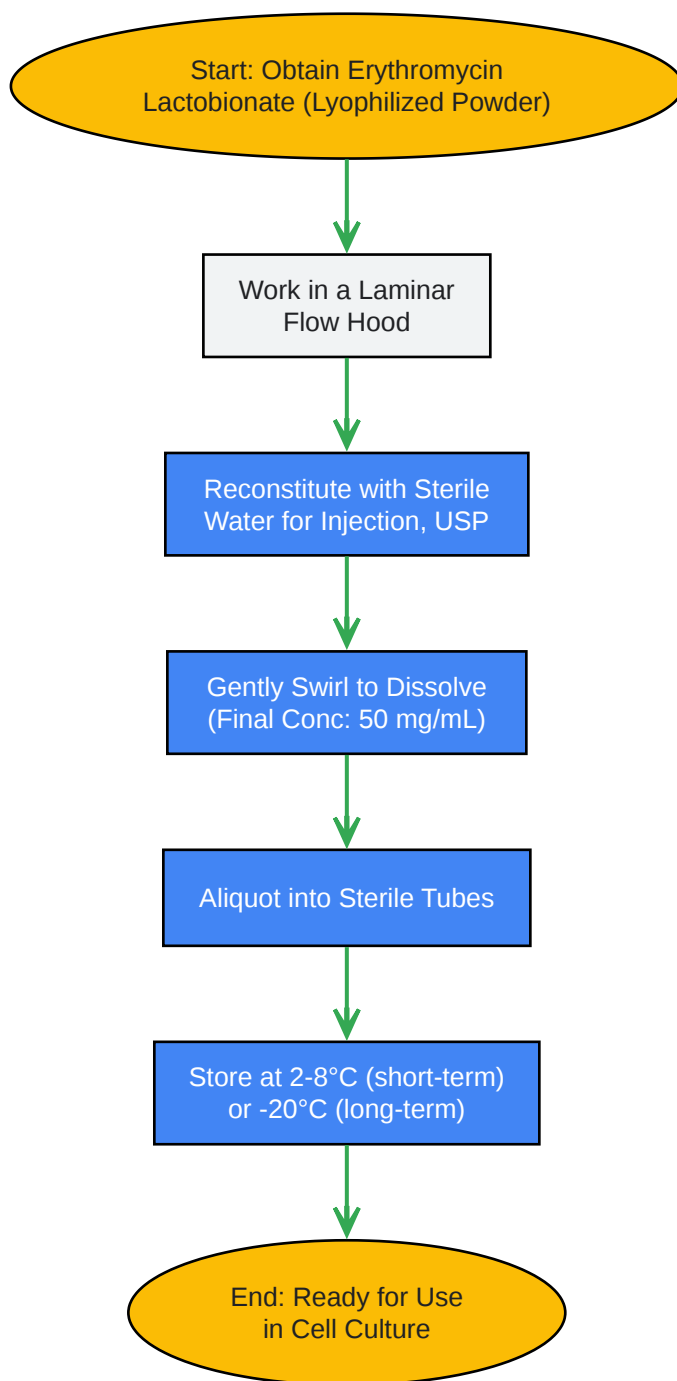 Start: Obtain Erythromycin
Lactobionate (Lyophilized Powder)
Work in a Laminar
Flow Hood
Reconstitute with Sterile
Water for Injection, USP
Gently Swirl to Dissolve
(Final Conc: 50 mg/mL)
Aliquot into Sterile Tubes
Store at 2-8°C (short-term)
or -20°C (long-term)
End: Ready for Use
in Cell Culture